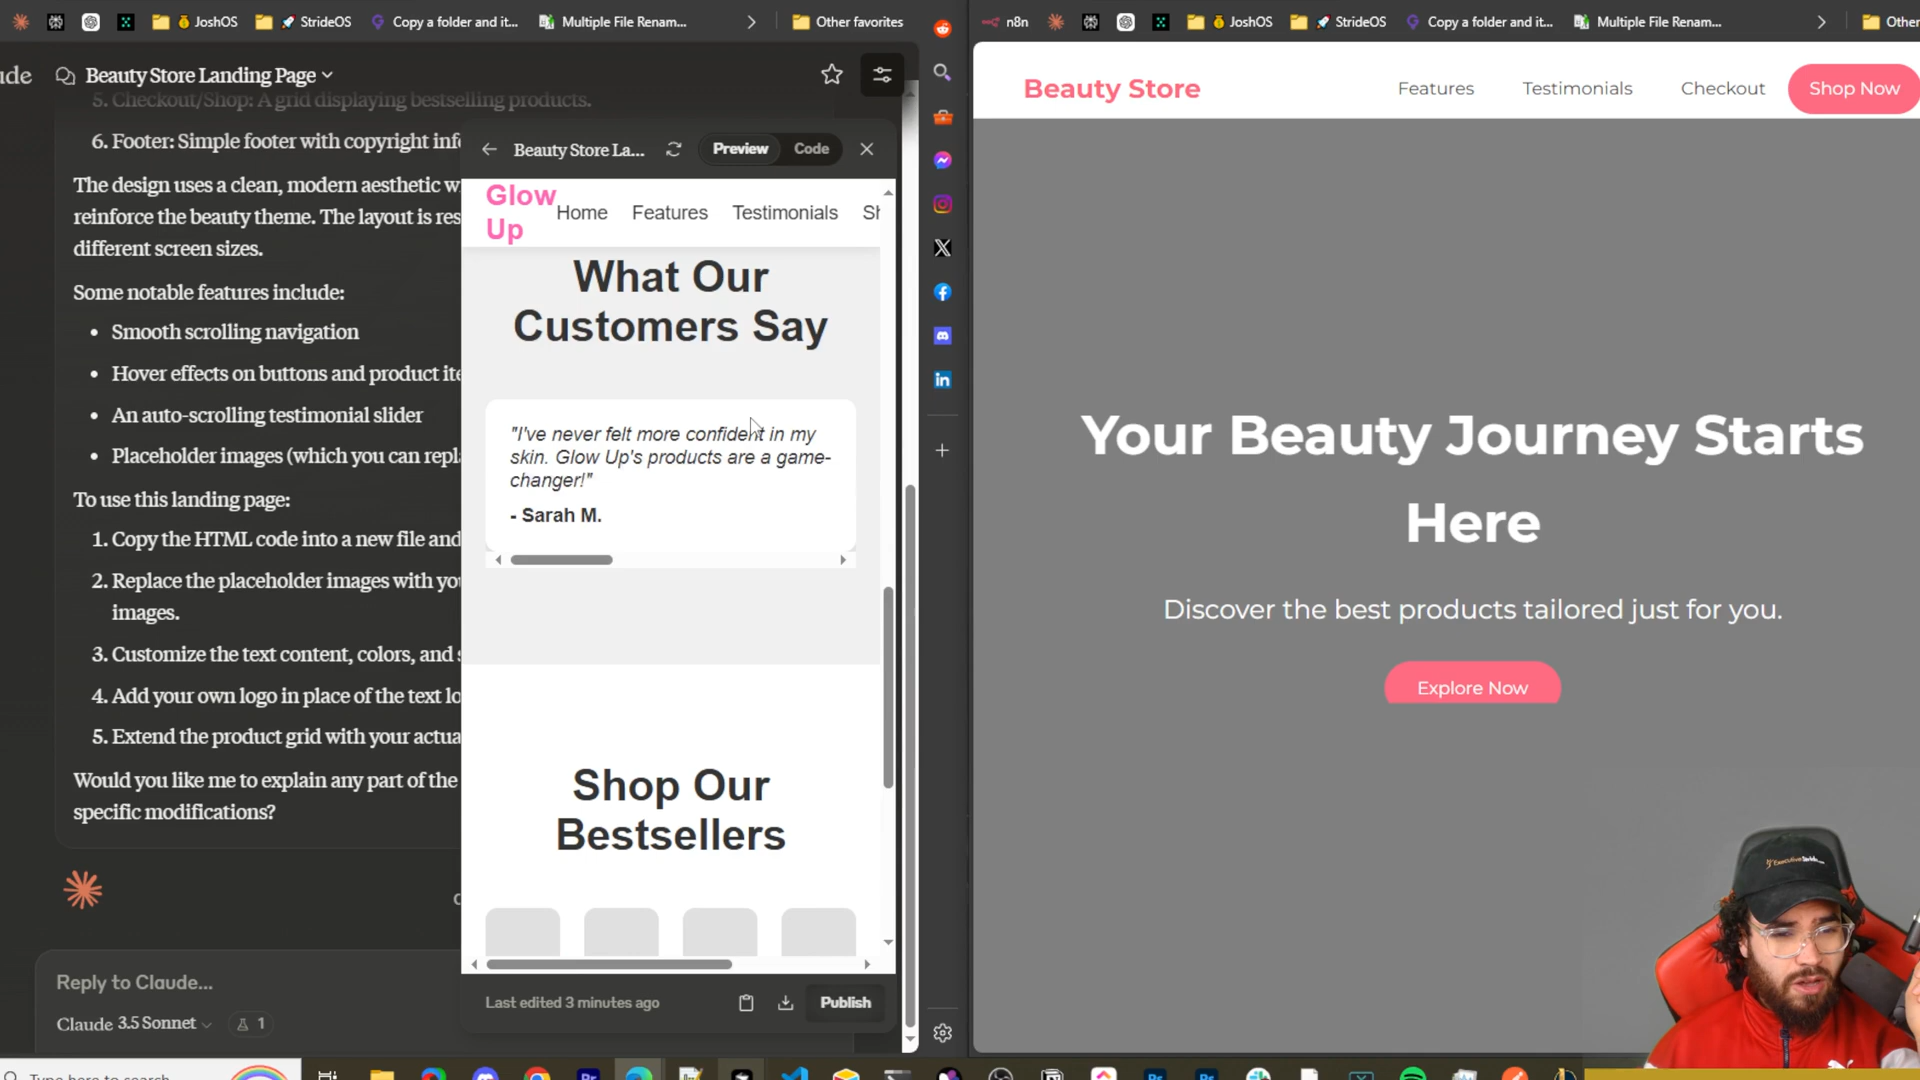 JoshOS
StrideOS
Copy a folder and it...
Multiple File Renam...
Other favorites
Beauty Store Landing Page
5. Checkout/Shop: A grid displaying bestselling products.
6. Footer: Simple footer with copyright inf
The design uses a clean, modern aesthetic w
reinforce the beauty theme. The layout is res
different screen sizes.
Some notable features include:
• Smooth scrolling navigation
• Hover effects on buttons and product ite
• An auto-scrolling testimonial slider
• Placeholder images (which you can repl
To use this landing page:
1. Copy the HTML code into a new file and
2. Replace the placeholder images with you
images.
3. Customize the text content, colors, and s
4. Add your own logo in place of the text lo
5. Extend the product grid with your actua
Would you like me to explain any part of the
specific modifications?
Reply to Claude...
Claude 3.5 Sonnet
1
Beauty Store La...
Preview
Code
Glow
Up
Home
Features
Testimonials
Sh
What Our
Customers Say
"I've never felt more confident in my
skin. Glow Up's products are a game-
changer!"
- Sarah M.
Shop Our
Bestsellers
Last edited 3 minutes ago
Publish
Type here to search
n8n
JoshOS
StrideOS
Copy a folder and it...
Multiple File Renam...
Other
Beauty Store
Features
Testimonials
Checkout
Shop Now
Your Beauty Journey Starts
Here
Discover the best products tailored just for you.
Explore Now